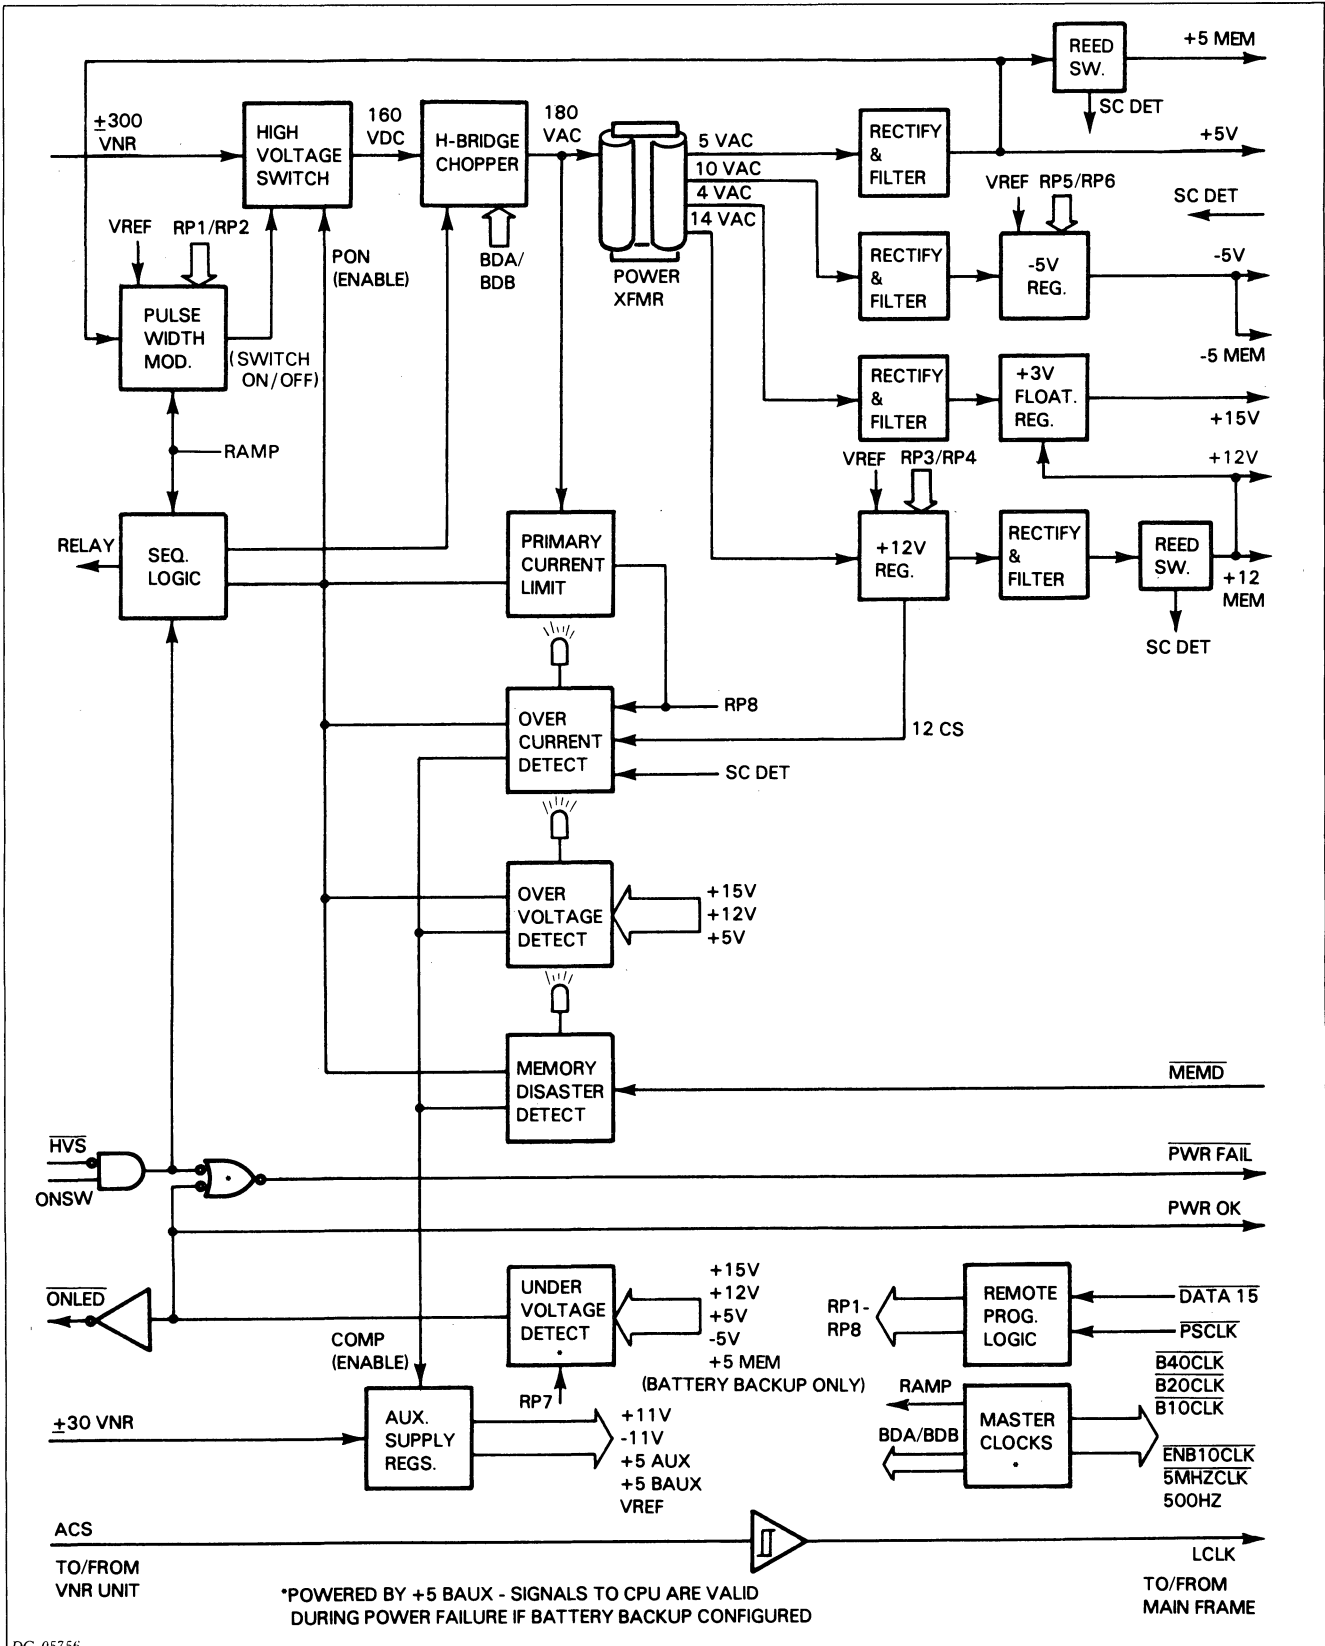 REED
SW.
+5 MEM
SC DET
±300
VNR
HIGH
VOLTAGE
SWITCH
160
VDC
H-BRIDGE
CHOPPER
180
VAC
5 VAC
10 VAC
4 VAC
14 VAC
POWER
XFMR
RECTIFY
&
FILTER
+5V
VREF
RP5/RP6
SC DET
VREF
RP1/RP2
PON
(ENABLE)
BDA/
BDB
RECTIFY
&
FILTER
-5V
REG.
-5V
-5 MEM
PULSE
WIDTH
MOD.
(SWITCH
ON/OFF)
RECTIFY
&
FILTER
+3V
FLOAT.
REG.
+15V
RAMP
VREF
RP3/RP4
+12V
RELAY
SEQ.
LOGIC
PRIMARY
CURRENT
LIMIT
+12V
REG.
RECTIFY
&
FILTER
REED
SW.
+12
MEM
SC DET
OVER
CURRENT
DETECT
RP8
12 CS
SC DET
OVER
VOLTAGE
DETECT
+15V
+12V
+5V
MEMORY
DISASTER
DETECT
MEMD
HVS
ONSW
PWR FAIL
PWR OK
ONLED
UNDER
VOLTAGE
DETECT
*
+15V
+12V
+5V
-5V
+5 MEM
(BATTERY BACKUP ONLY)
RP7
RP1-
RP8
REMOTE
PROG.
LOGIC
DATA 15
PSCLK
COMP
(ENABLE)
±30 VNR
AUX.
SUPPLY
REGS.
+11V
-11V
+5 AUX
+5 BAUX
VREF
RAMP
BDA/BDB
MASTER
CLOCKS
*
B40CLK
B20CLK
B10CLK
ENB10CLK
5MHZCLK
500HZ
ACS
LCLK
TO/FROM
VNR UNIT
TO/FROM
MAIN FRAME
*POWERED BY +5 BAUX - SIGNALS TO CPU ARE VALID
DURING POWER FAILURE IF BATTERY BACKUP CONFIGURED
DG-05756